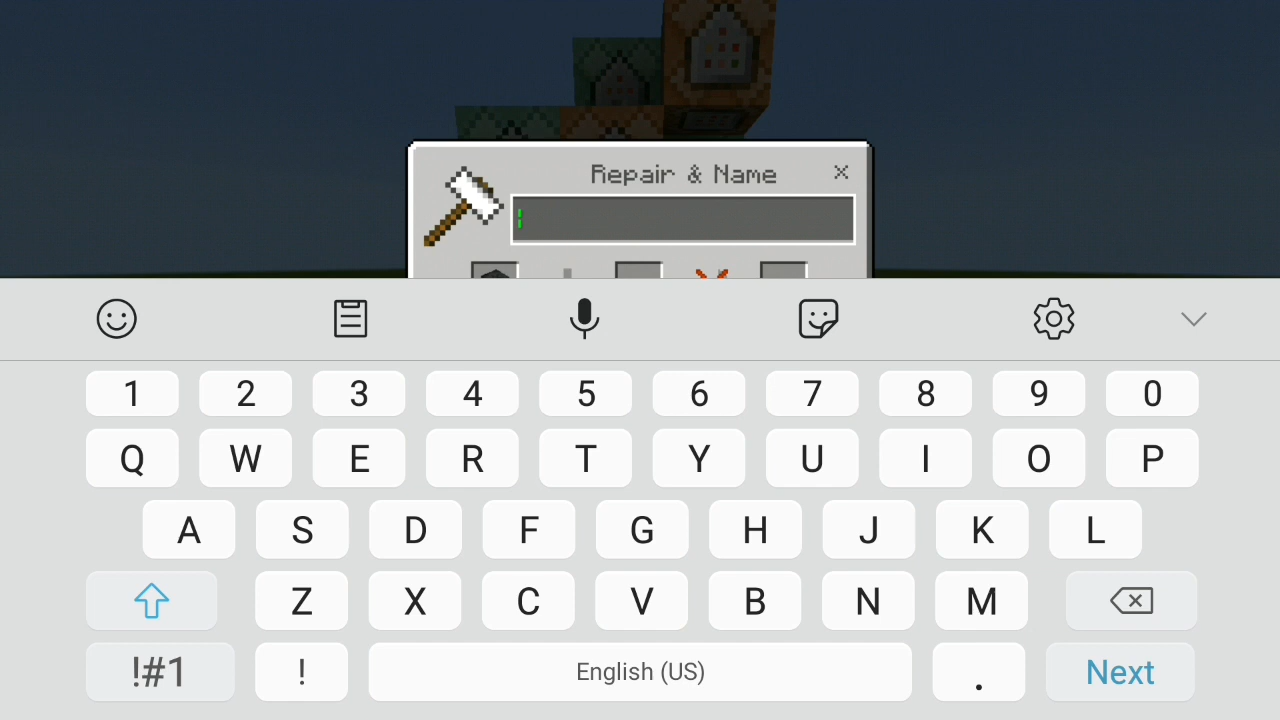 Repair & Name
1 2 3 4 5 6 7 8 9 0
Q W E R T Y U I O P
A S D F G H J K L
Z X C V B N M
!#1 ! English (US) . Next